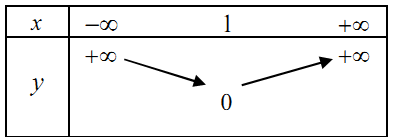 x −∞ 1 +∞
+∞ +∞
y
0